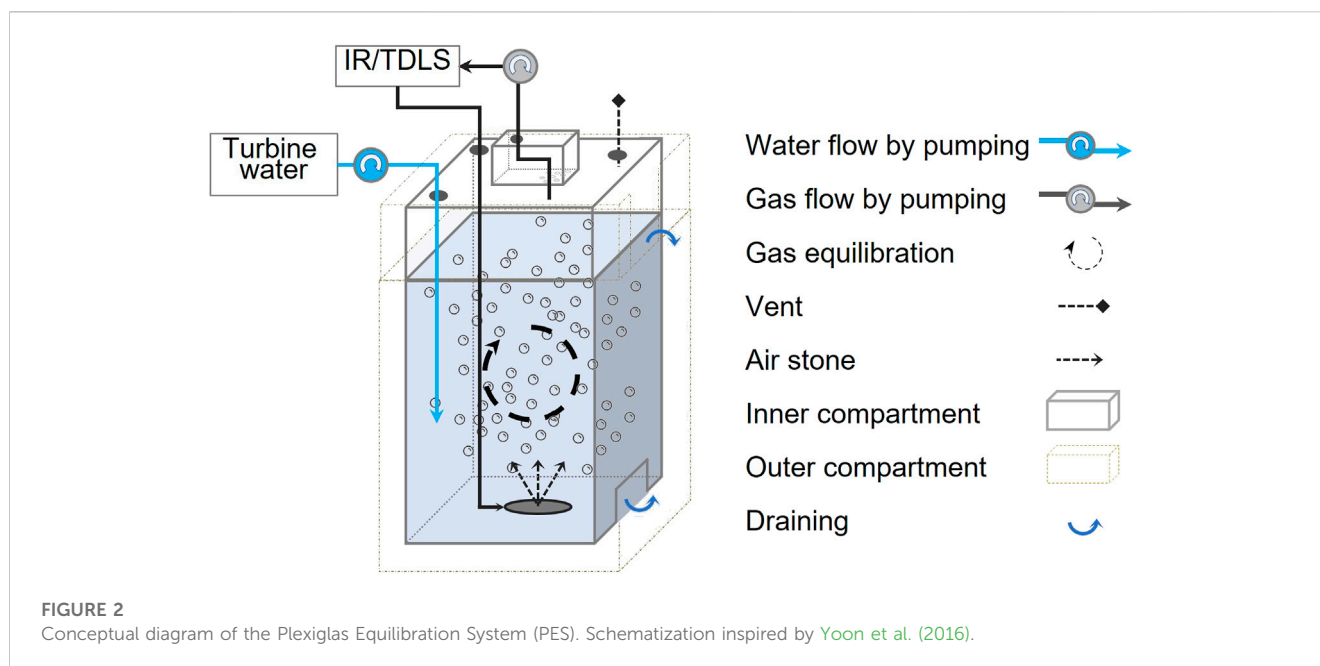 IR/TDLS
Turbine
water
Water flow by pumping
Gas flow by pumping
Gas equilibration
Vent
Air stone
Inner compartment
Outer compartment
Draining
FIGURE 2
Conceptual diagram of the Plexiglas Equilibration System (PES). Schematization inspired by Yoon et al. (2016).